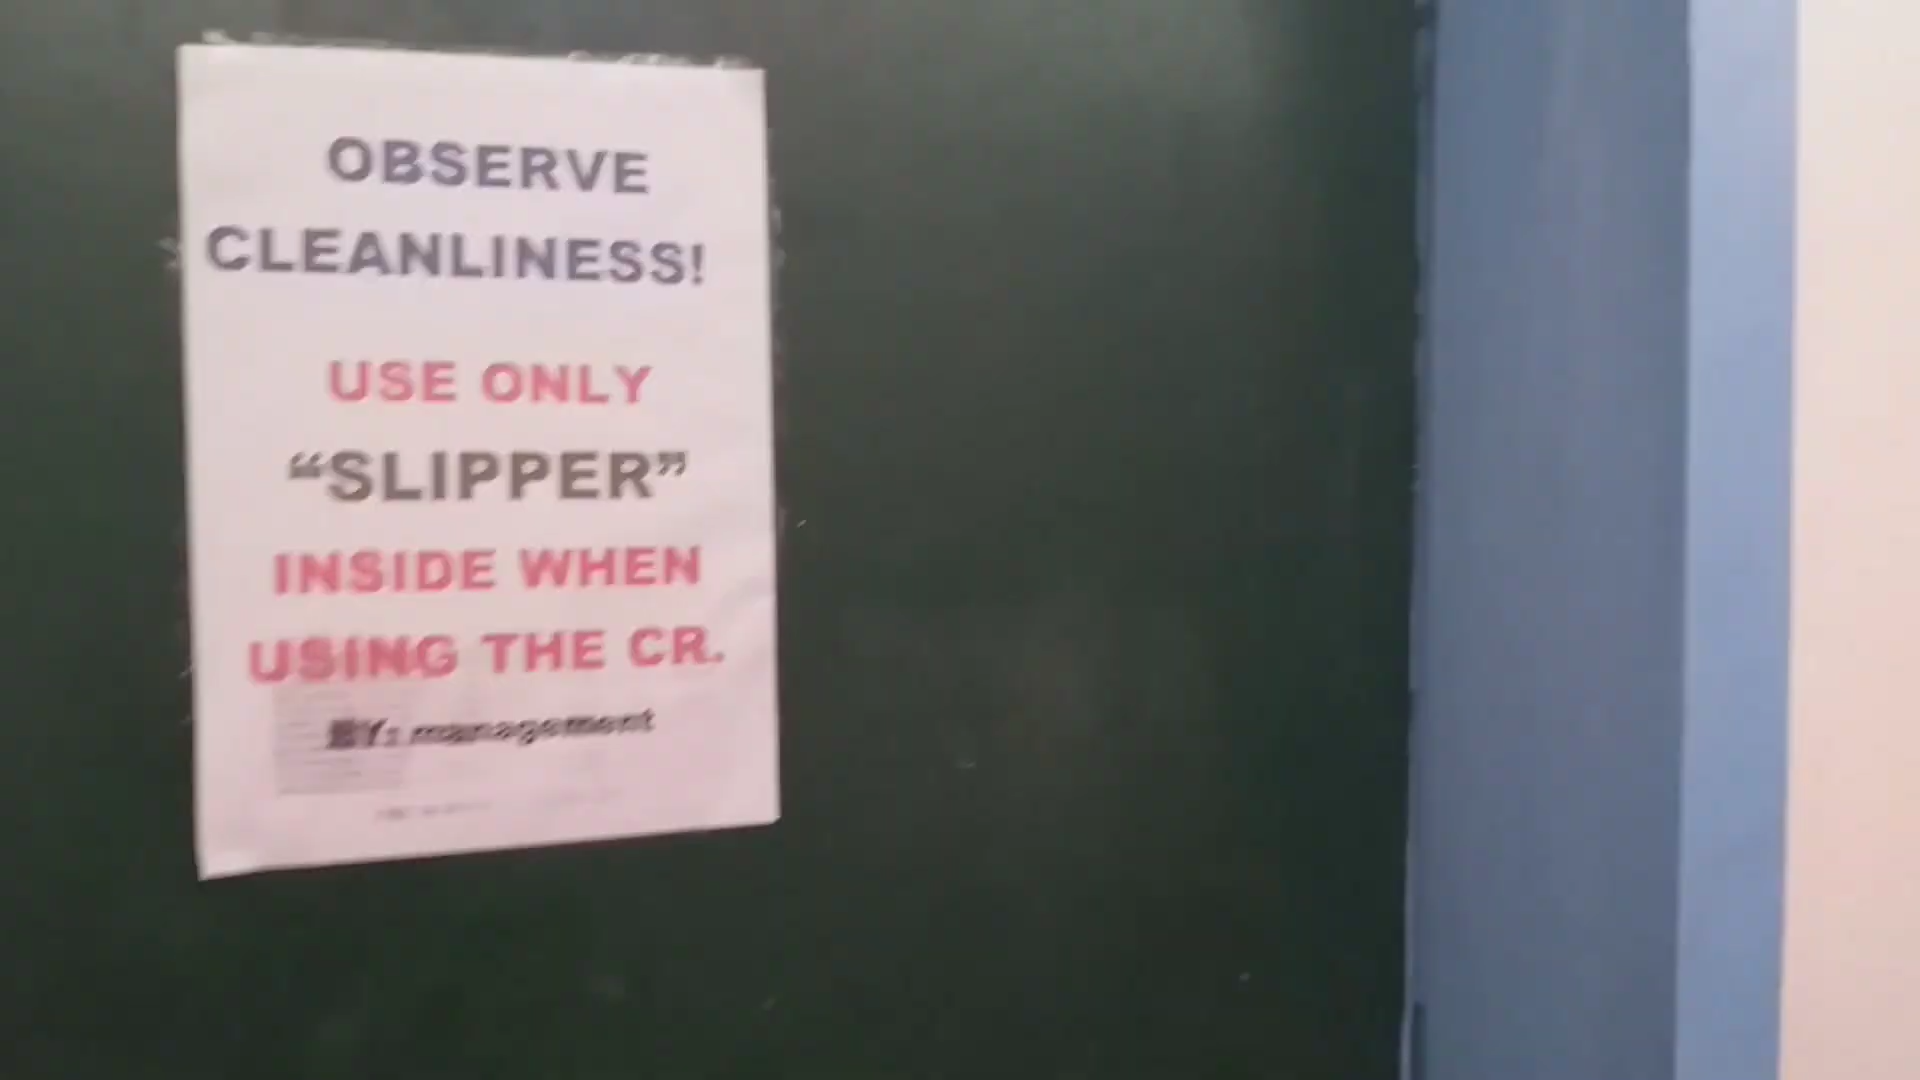 OBSERVE
CLEANLINESS!
USE ONLY
“SLIPPER”
INSIDE WHEN
USING THE CR.
BY: management